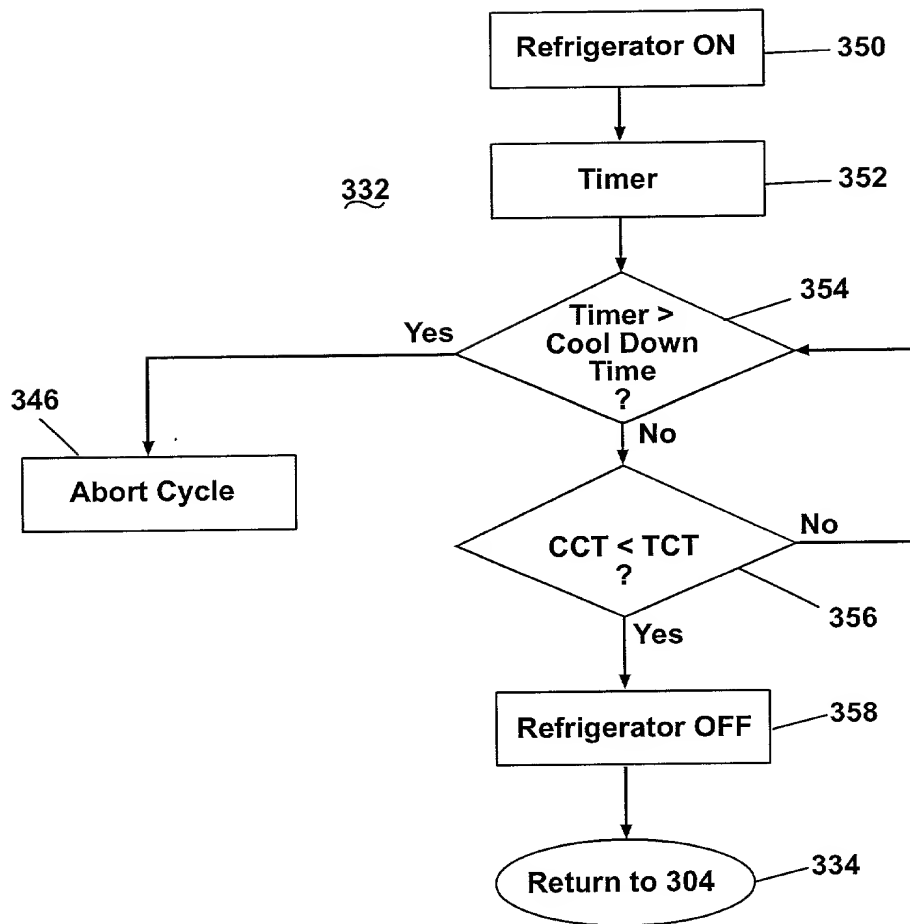 Refrigerator ON
350
Timer
352
332
354
Timer >
Cool Down
Time
?
Yes
346
No
Abort Cycle
No
CCT < TCT
?
356
Yes
Refrigerator OFF
358
Return to 304
334